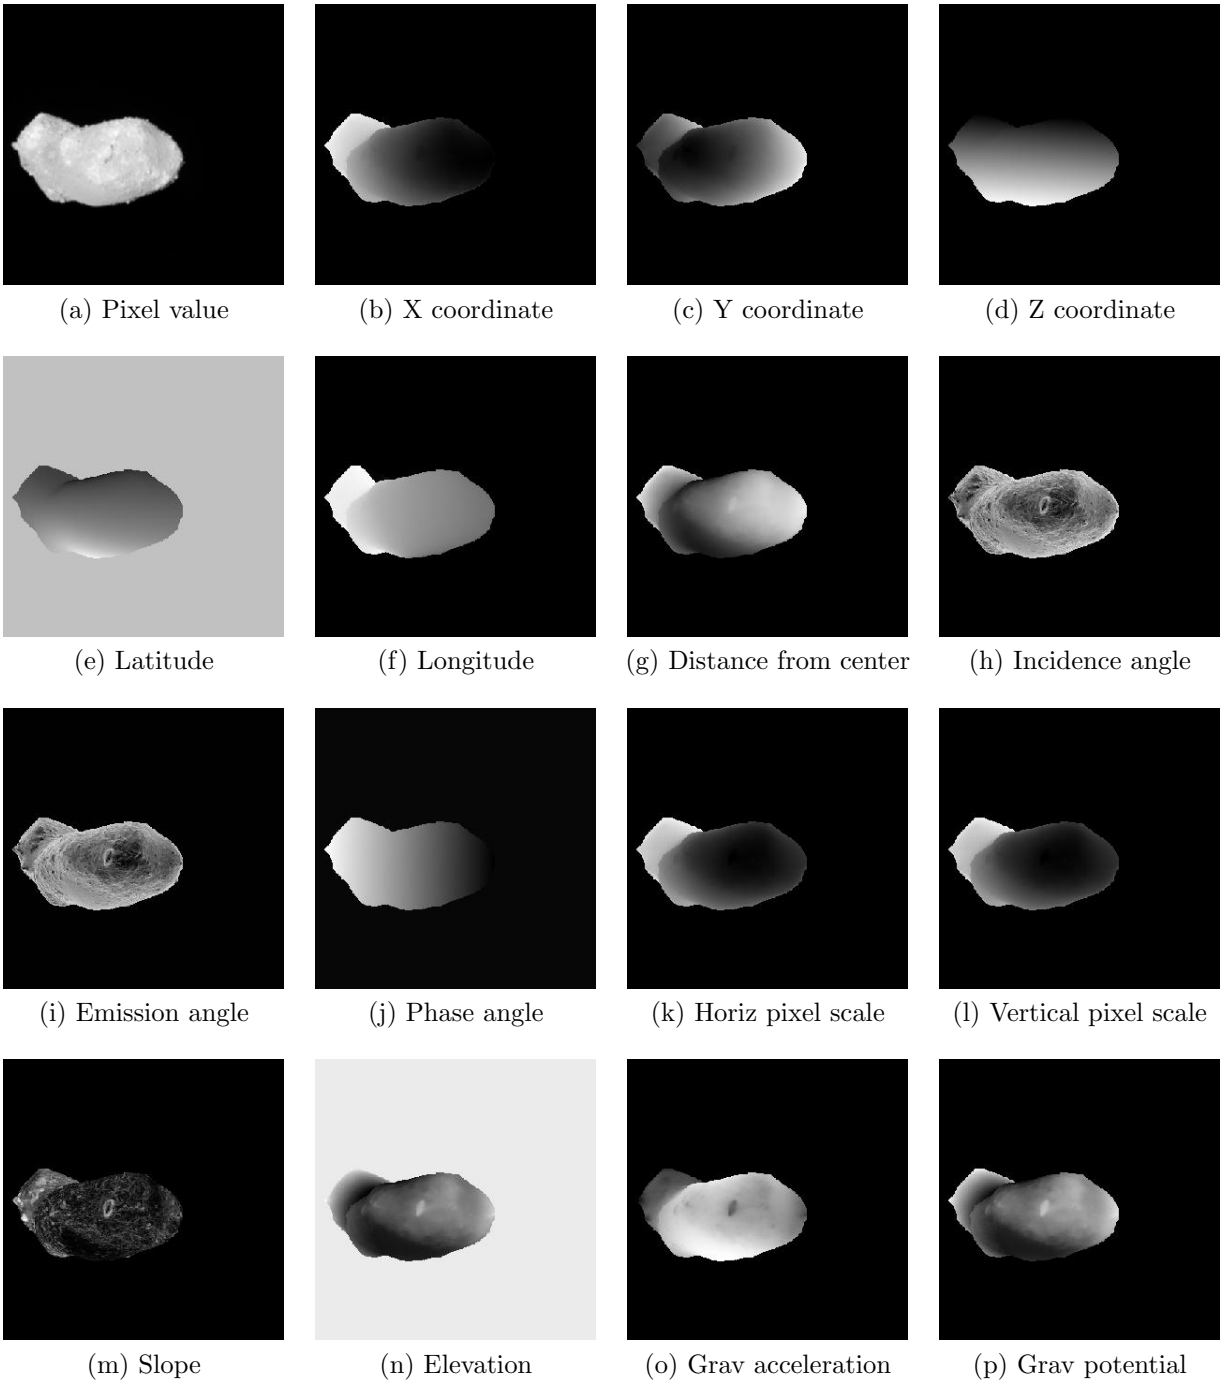 (a) Pixel value
(b) X coordinate
(c) Y coordinate
(d) Z coordinate
(e) Latitude
(f) Longitude
(g) Distance from center
(h) Incidence angle
(i) Emission angle
(j) Phase angle
(k) Horiz pixel scale
(l) Vertical pixel scale
(m) Slope
(n) Elevation
(o) Grav acceleration
(p) Grav potential